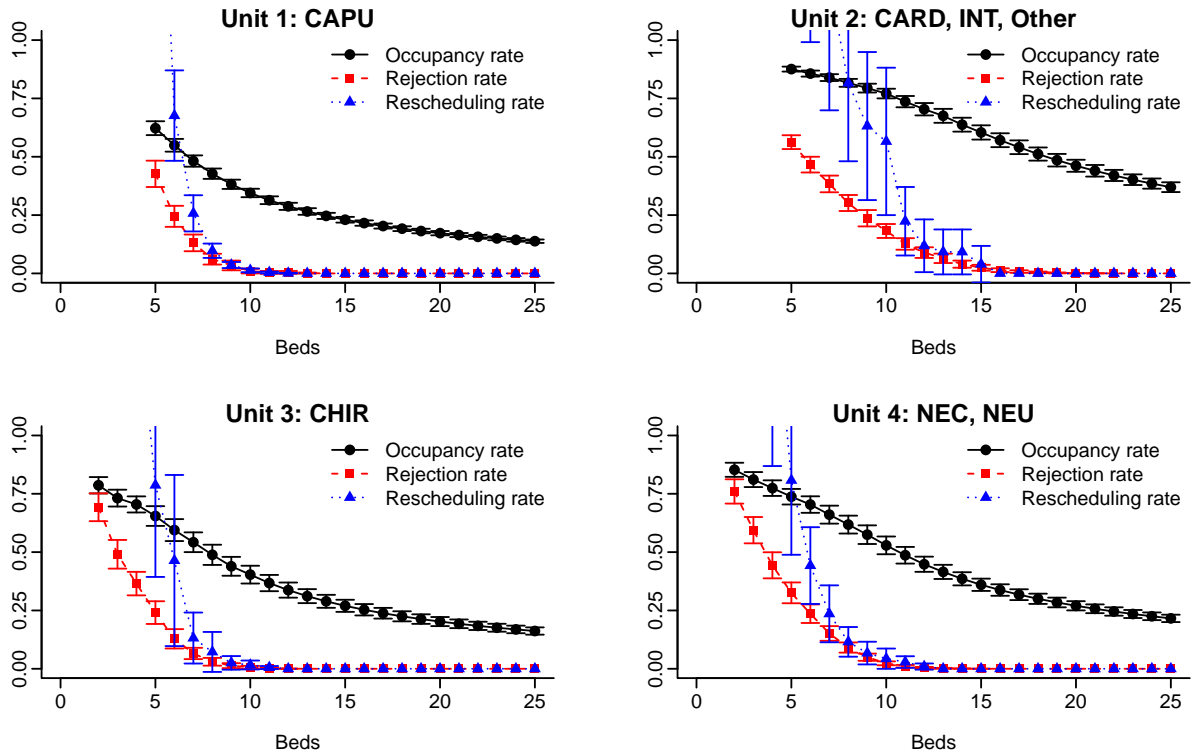 Unit 1: CAPU
1.00
0.75
0.50
0.25
0.00
Occupancy rate
Rejection rate
Rescheduling rate
0 5 10 15 20 25
Beds
Unit 2: CARD, INT, Other
1.00
0.75
0.50
0.25
0.00
Occupancy rate
Rejection rate
Rescheduling rate
0 5 10 15 20 25
Beds
Unit 3: CHIR
1.00
0.75
0.50
0.25
0.00
Occupancy rate
Rejection rate
Rescheduling rate
0 5 10 15 20 25
Beds
Unit 4: NEC, NEU
1.00
0.75
0.50
0.25
0.00
Occupancy rate
Rejection rate
Rescheduling rate
0 5 10 15 20 25
Beds